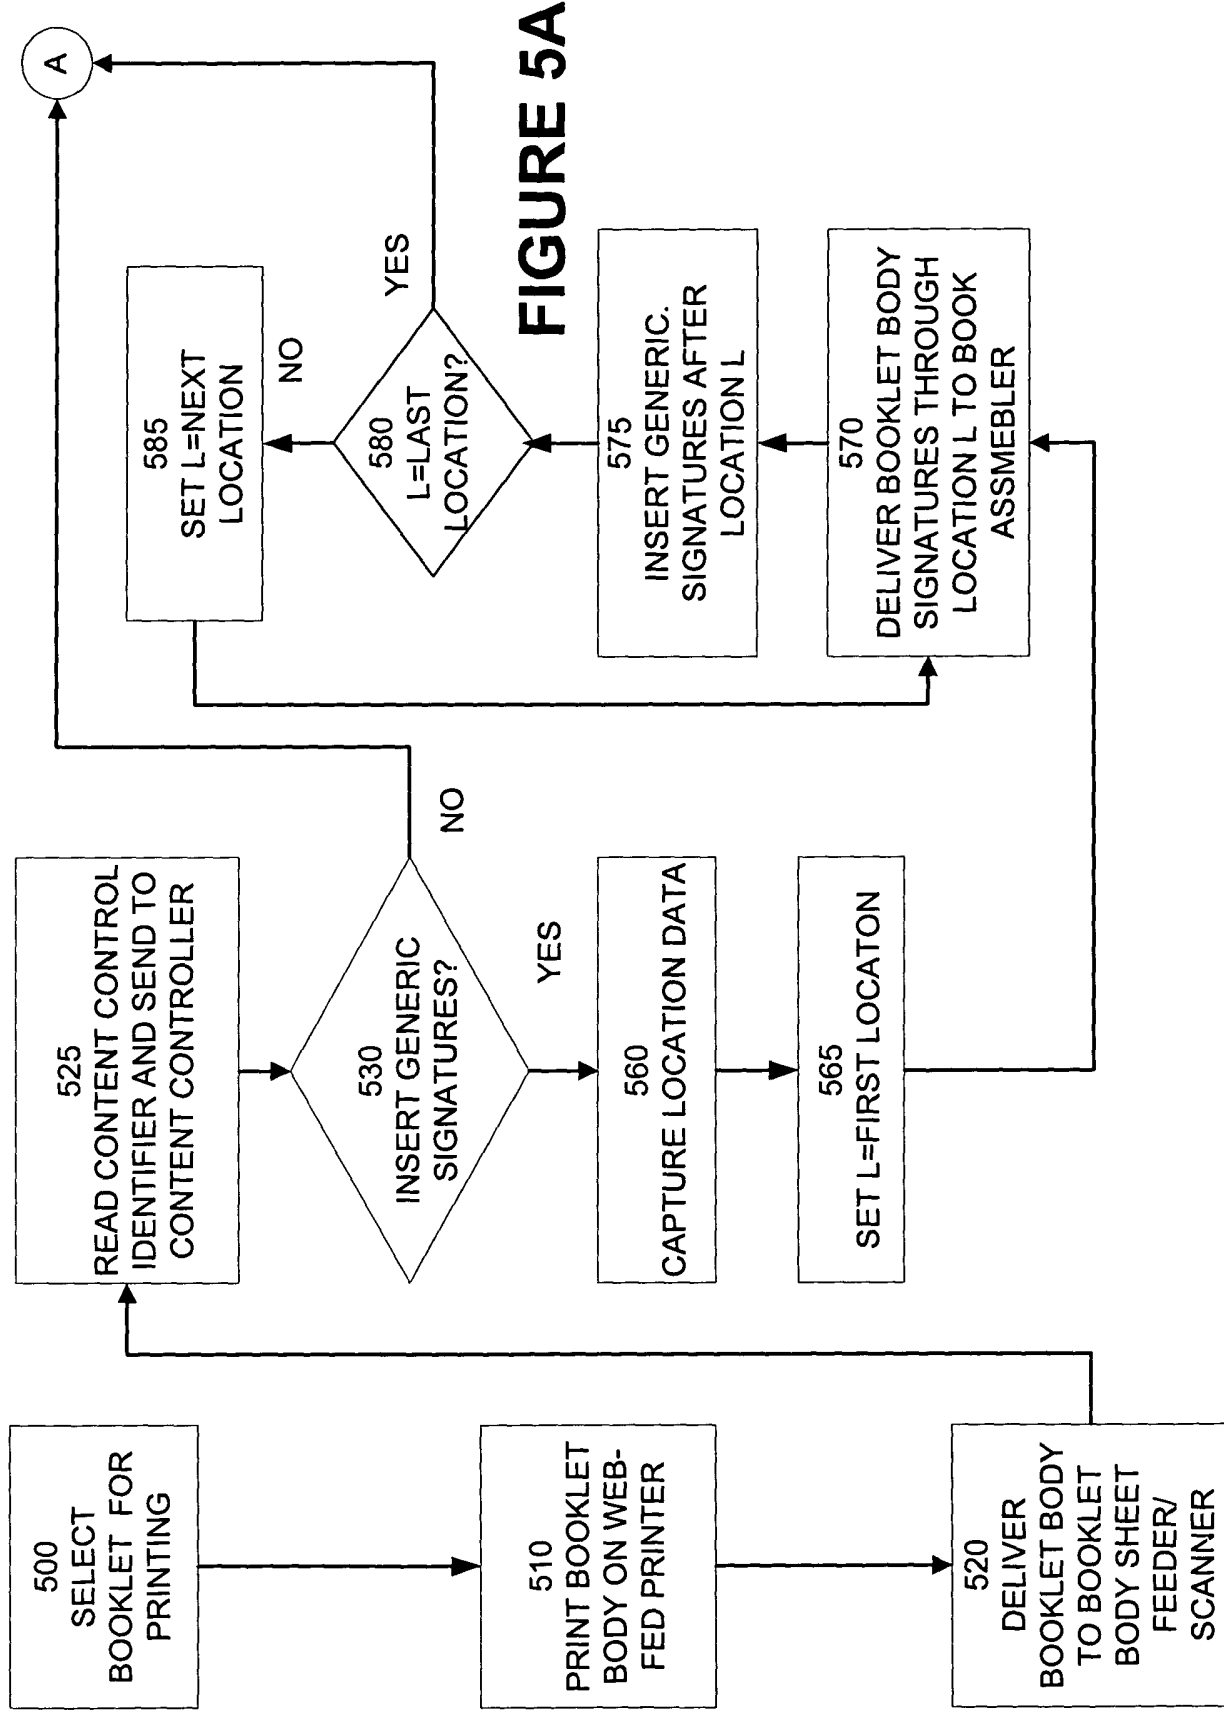 500
SELECT
BOOKLET FOR
PRINTING
510
PRINT BOOKLET
BODY ON WEB-
FED PRINTER
520
DELIVER
BOOKLET BODY
TO BOOKLET
BODY SHEET
FEEDER/
SCANNER
525
READ CONTENT CONTROL
IDENTIFIER AND SEND TO
CONTENT CONTROLLER
530
INSERT GENERIC
SIGNATURES?
NO
YES
560
CAPTURE LOCATION DATA
565
SET L=FIRST LOCATON
585
SET L=NEXT
LOCATION
NO
580
L=LAST
LOCATION?
YES
575
INSERT GENERIC.
SIGNATURES AFTER
LOCATION L
570
DELIVER BOOKLET BODY
SIGNATURES THROUGH
LOCATION L TO BOOK
ASSMEBLER
A
FIGURE 5A